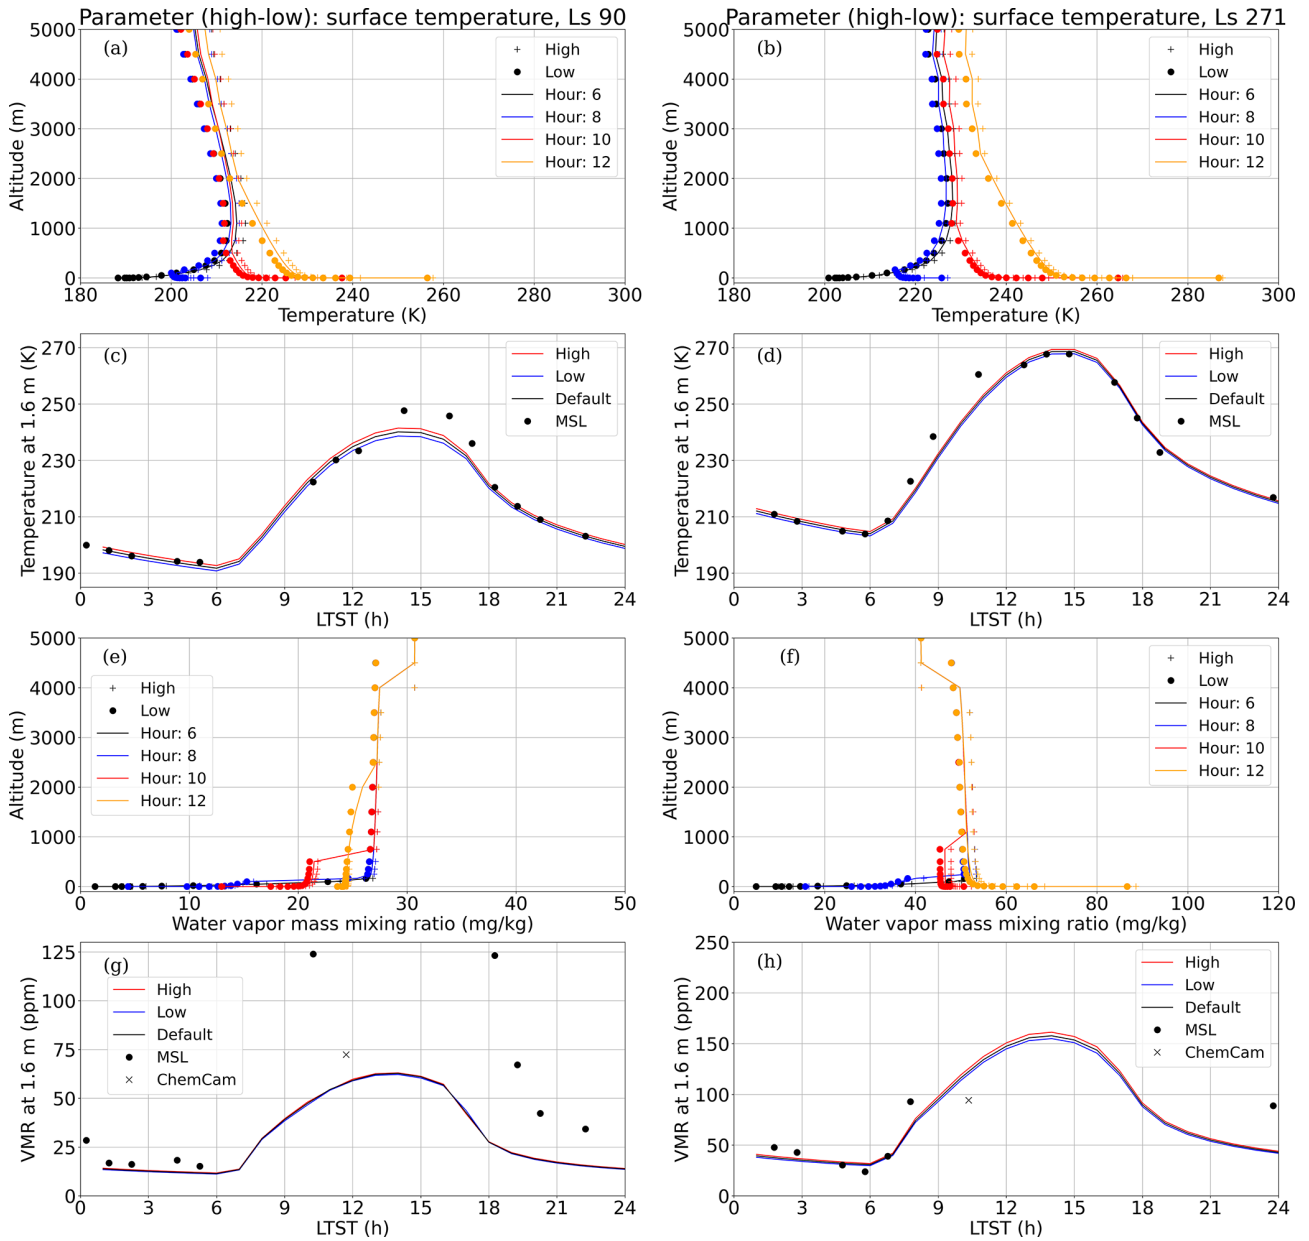 Parameter (high-low): surface temperature, Ls 90
(a)
High
Low
Hour: 6
Hour: 8
Hour: 10
Hour: 12
Altitude (m)
5000
4000
3000
2000
1000
0
180 200 220 240 260 280 300
Temperature (K)
Parameter (high-low): surface temperature, Ls 271
(b)
High
Low
Hour: 6
Hour: 8
Hour: 10
Hour: 12
Altitude (m)
5000
4000
3000
2000
1000
0
180 200 220 240 260 280 300
Temperature (K)
(c)
High
Low
Default
MSL
Temperature at 1.6 m (K)
270
250
230
210
190
0 3 6 9 12 15 18 21 24
LTST (h)
(d)
High
Low
Default
MSL
Temperature at 1.6 m (K)
270
250
230
210
190
0 3 6 9 12 15 18 21 24
LTST (h)
(e)
High
Low
Hour: 6
Hour: 8
Hour: 10
Hour: 12
Altitude (m)
5000
4000
3000
2000
1000
0
0 10 20 30 40 50
Water vapor mass mixing ratio (mg/kg)
(f)
High
Low
Hour: 6
Hour: 8
Hour: 10
Hour: 12
Altitude (m)
5000
4000
3000
2000
1000
0
0 20 40 60 80 100 120
Water vapor mass mixing ratio (mg/kg)
(g)
High
Low
Default
MSL
ChemCam
VMR at 1.6 m (ppm)
125
100
75
50
25
0
0 3 6 9 12 15 18 21 24
LTST (h)
(h)
High
Low
Default
MSL
ChemCam
VMR at 1.6 m (ppm)
250
200
150
100
50
0
0 3 6 9 12 15 18 21 24
LTST (h)